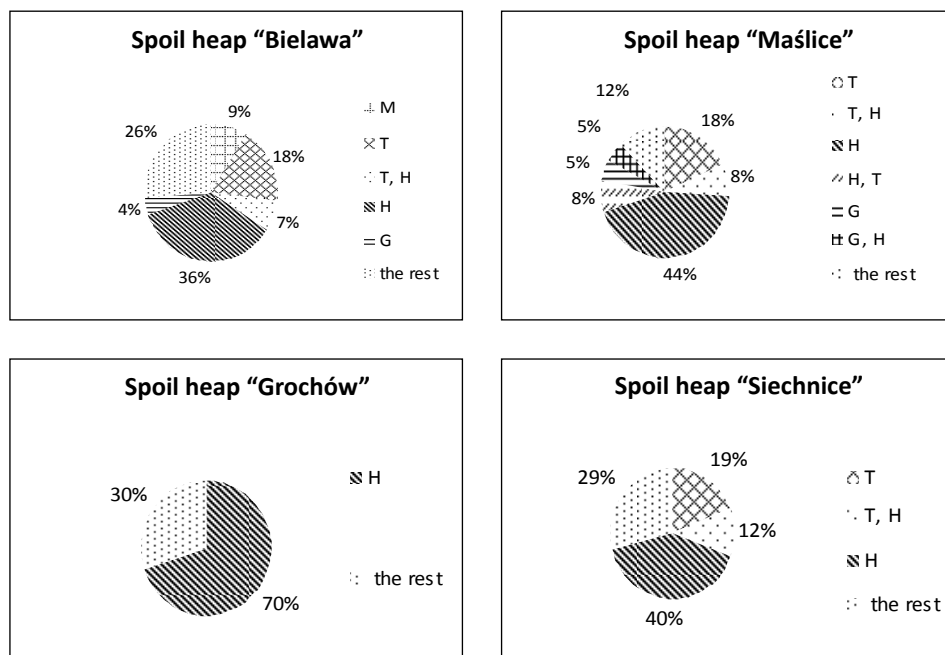 Spoil heap “Bielawa”
9%
18%
7%
36%
4%
26%
M
T
T, H
H
G
the rest
Spoil heap “Maślice”
12%
5%
5%
8%
44%
8%
18%
T
T, H
H
H, T
G
G, H
the rest
Spoil heap “Grochów”
30%
70%
H
the rest
Spoil heap “Siechnice”
29%
19%
12%
40%
T
T, H
H
the rest